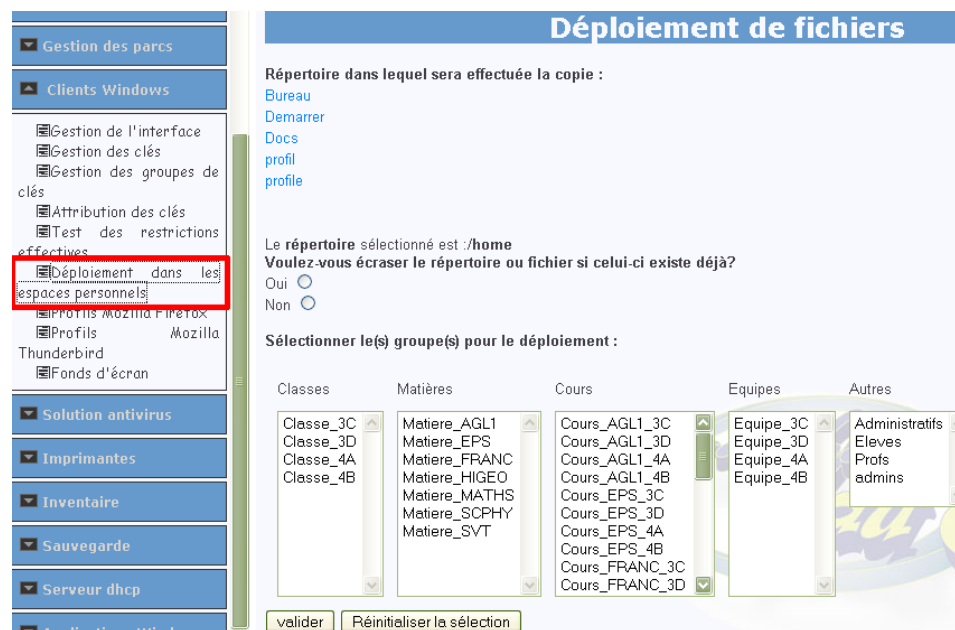 Gestion des parcs
Clients Windows
Gestion de l'interface
Gestion des clés
Gestion des groupes de
clés
Attribution des clés
Test des restrictions
effectives
Déploiement dans les
espaces personnels
Profils Mozilla Firefox
Profils Mozilla
Thunderbird
Fonds d'écran
Solution antivirus
Imprimantes
Inventaire
Sauvegarde
Serveur dhcp
Déploiement de fichiers
Répertoire dans lequel sera effectuée la copie :
Bureau
Demarrer
Docs
profil
profile
Le répertoire sélectionné est :/home
Voulez-vous écraser le répertoire ou fichier si celui-ci existe déjà?
Oui
Non
Sélectionner le(s) groupe(s) pour le déploiement :
Classes
Classe_3C
Classe_3D
Classe_4A
Classe_4B
Matières
Matiere_AGL1
Matiere_EPS
Matiere_FRANC
Matiere_HIGEO
Matiere_MATHS
Matiere_SCPHY
Matiere_SVT
Cours
Cours_AGL1_3C
Cours_AGL1_3D
Cours_AGL1_4A
Cours_AGL1_4B
Cours_EPS_3C
Cours_EPS_3D
Cours_EPS_4A
Cours_EPS_4B
Cours_FRANC_3C
Cours_FRANC_3D
Equipes
Equipe_3C
Equipe_3D
Equipe_4A
Equipe_4B
Autres
Administratifs
Eleves
Profs
admins
valider
Réinitialiser la sélection